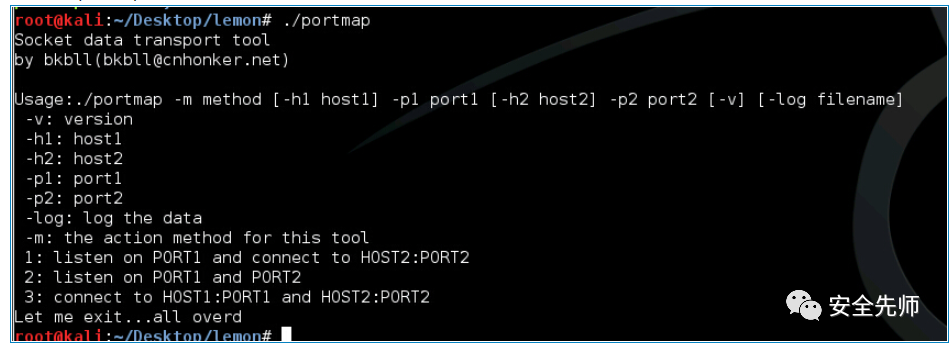 root@kali:~/Desktop/lemon# ./portmap
Socket data transport tool
by bkbll(bkbll@cnhonker.net)
Usage:./portmap -m method [-h1 host1] -p1 port1 [-h2 host2] -p2 port2 [-v] [-log filename]
-v: version
-h1: host1
-h2: host2
-p1: port1
-p2: port2
-log: log the data
-m: the action method for this tool
1: listen on PORT1 and connect to HOST2:PORT2
2: listen on PORT1 and PORT2
3: connect to HOST1:PORT1 and HOST2:PORT2
Let me exit...all overd
root@kali:~/Desktop/lemon#
安全先师